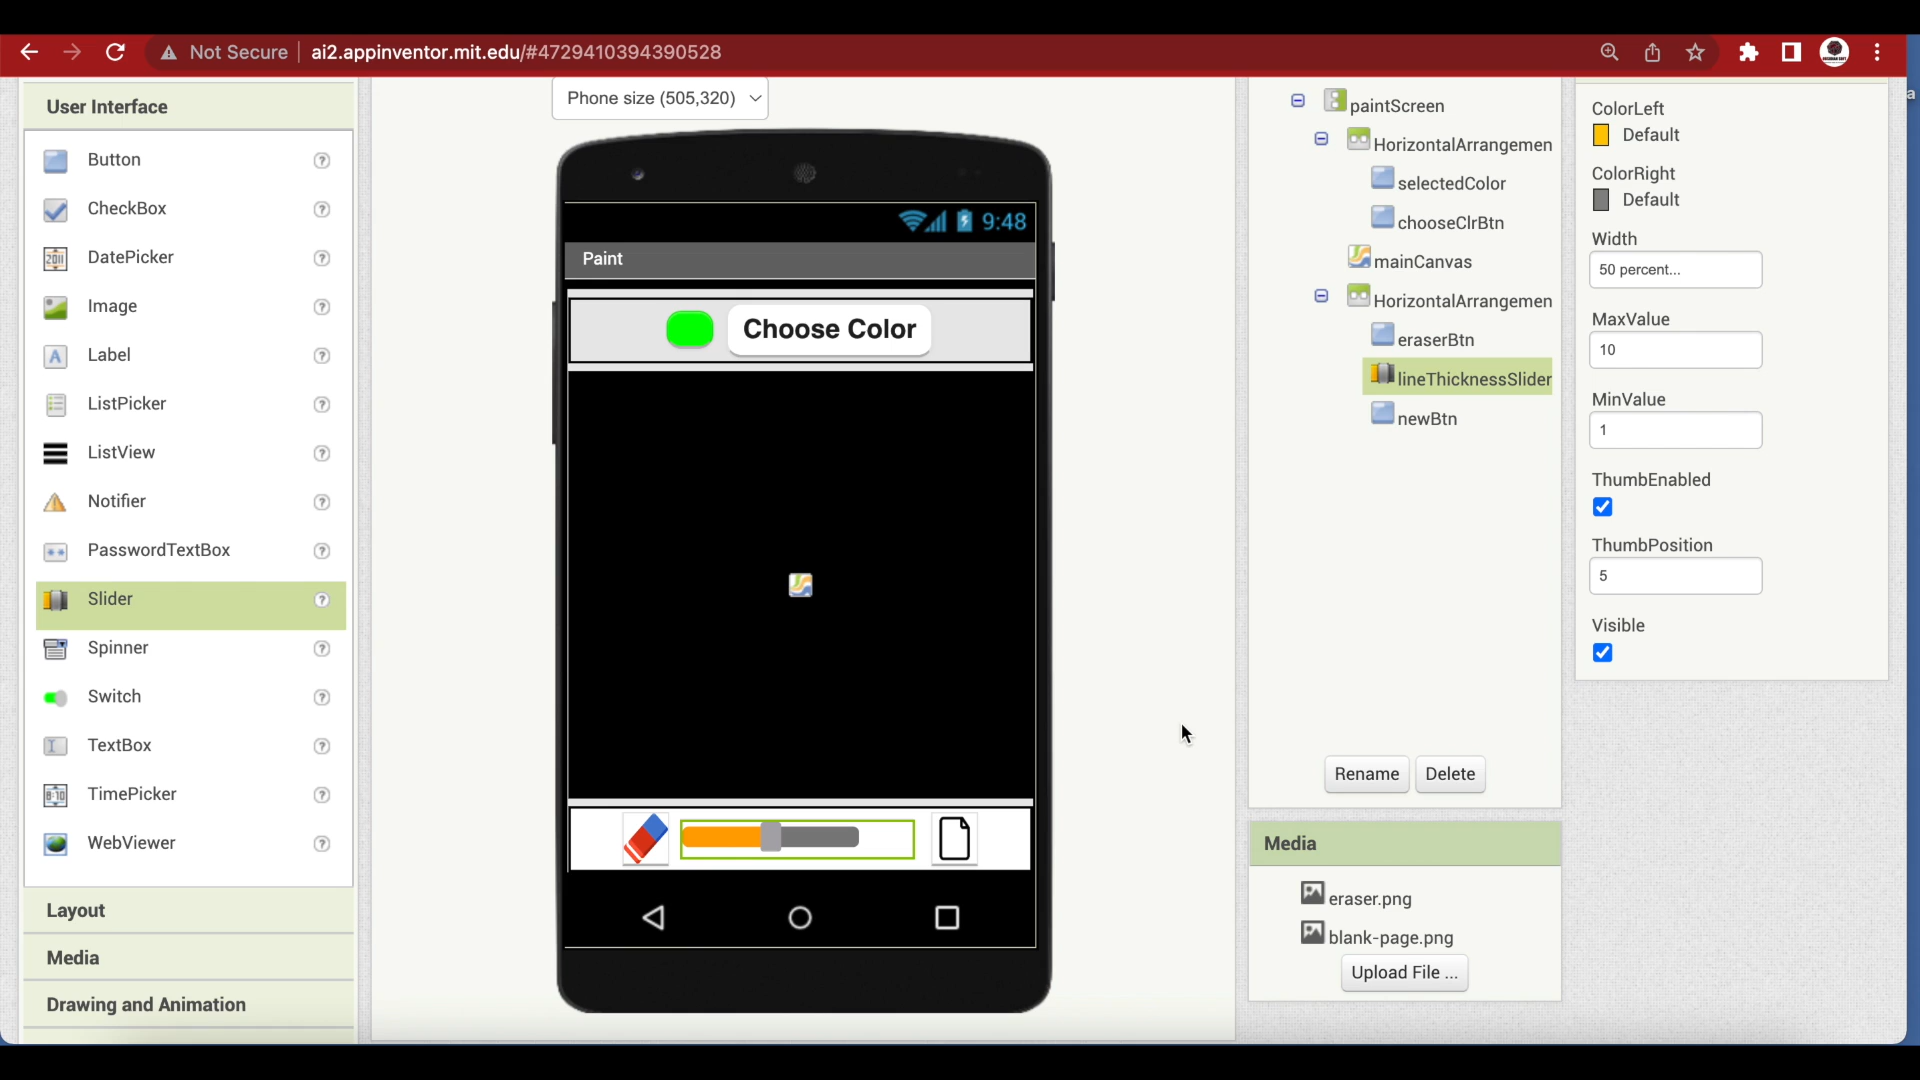 Not Secure
ai2.appinventor.mit.edu/#4729410394390528
User Interface
Button
CheckBox
DatePicker
Image
Label
ListPicker
ListView
Notifier
PasswordTextBox
Slider
Spinner
Switch
TextBox
TimePicker
WebViewer
Layout
Media
Drawing and Animation
Phone size (505,320)
9:48
Paint
Choose Color
paintScreen
HorizontalArrangemen
selectedColor
chooseClrBtn
mainCanvas
HorizontalArrangemen
eraserBtn
lineThicknessSlider
newBtn
Rename
Delete
Media
eraser.png
blank-page.png
Upload File ...
ColorLeft
Default
ColorRight
Default
Width
50 percent...
MaxValue
10
MinValue
1
ThumbEnabled
ThumbPosition
5
Visible